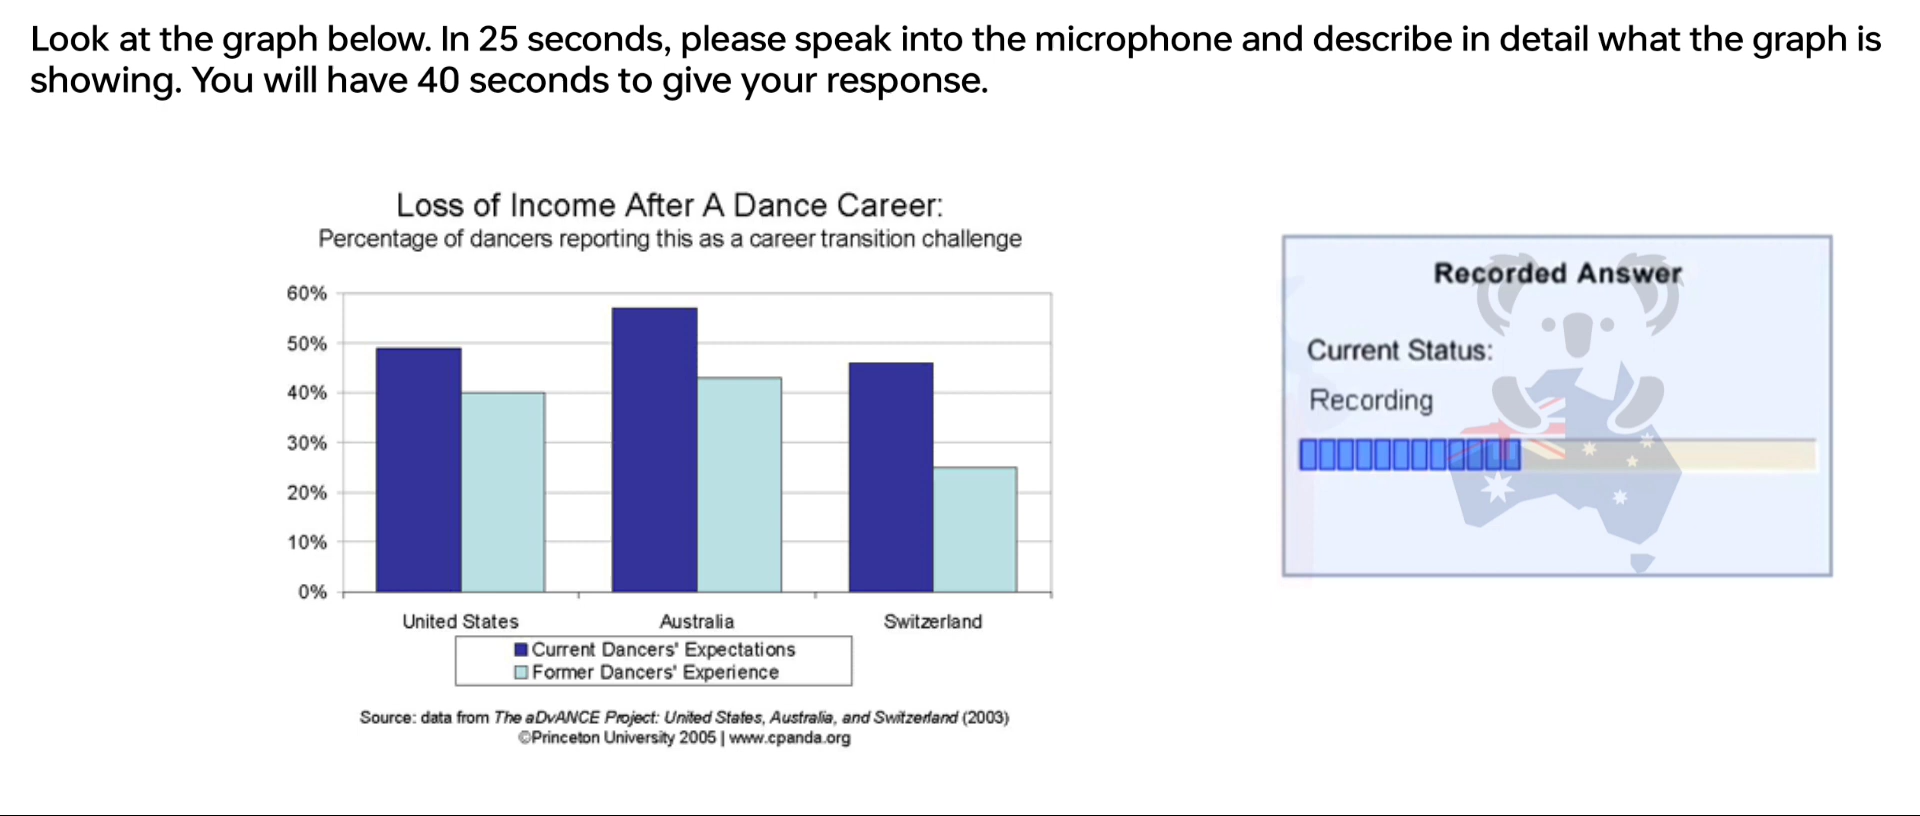 Look at the graph below. In 25 seconds, please speak into the microphone and describe in detail what the graph is
showing. You will have 40 seconds to give your response.
Loss of Income After A Dance Career:
Percentage of dancers reporting this as a career transition challenge
60%
50%
40%
30%
20%
10%
0%
United States
Australia
Switzerland
Current Dancers' Expectations
Former Dancers' Experience
Source: data from The aDvANCE Project: United States, Australia, and Switzerland (2003)
©Princeton University 2005 | www.cpanda.org
Recorded Answer
Current Status:
Recording